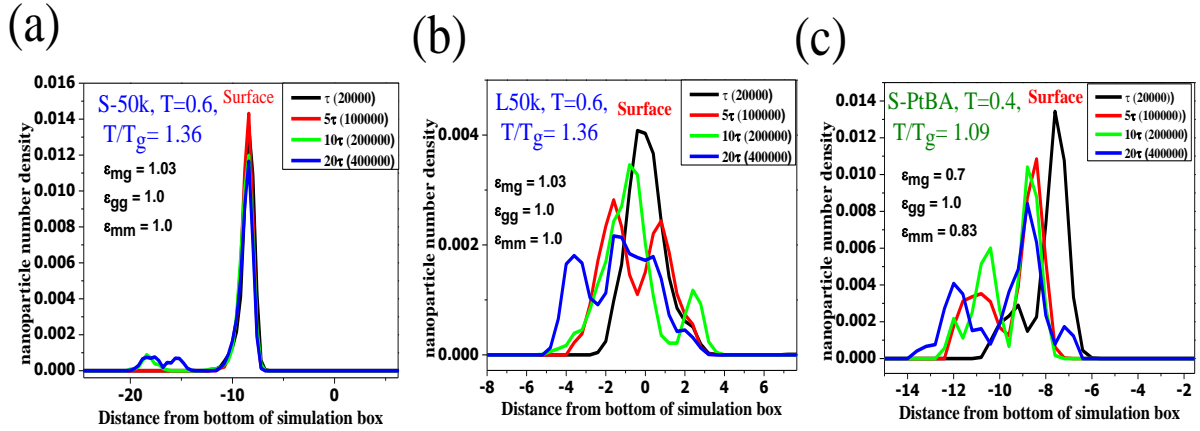 (a)
nanoparticle number density
0.016
0.014
0.012
0.010
0.008
0.006
0.004
0.002
0.000
S-50k, T=0.6,
T/Tg= 1.36
Surface
εmg = 1.03
εgg = 1.0
εmm = 1.0
τ (20000)
5τ (100000)
10τ (200000)
20τ (400000)
-20 -10 0
Distance from bottom of simulation box
(b)
nanoparticle number density
0.004
0.002
0.000
L50k, T=0.6,
T/Tg= 1.36
Surface
εmg = 1.03
εgg = 1.0
εmm = 1.0
τ (20000)
5τ (100000)
10τ (200000)
20τ (400000)
-8 -6 -4 -2 0 2 4 6
Distance from bottom of simulation box
(c)
nanoparticle number density
0.014
0.012
0.010
0.008
0.006
0.004
0.002
0.000
S-PtBA, T=0.4,
T/Tg= 1.09
Surface
εmg = 0.7
εgg = 1.0
εmm = 0.83
τ (20000))
5τ (100000))
10τ (200000)
20τ (400000)
-14 -12 -10 -8 -6 -4 -2
Distance from bottom of simulation box